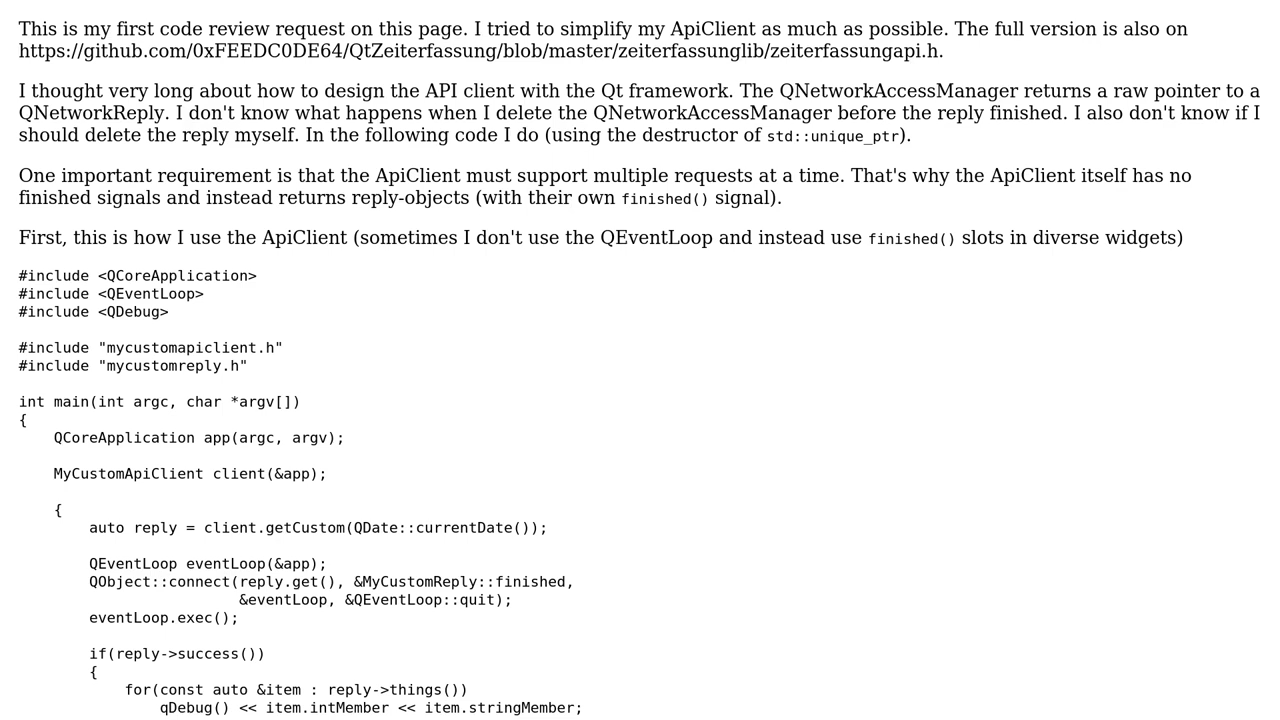 This is my first code review request on this page. I tried to simplify my ApiClient as much as possible. The full version is also on
https://github.com/0xFEEDC0DE64/QtZeiterfassung/blob/master/zeiterfassunglib/zeiterfassungapi.h.
I thought very long about how to design the API client with the Qt framework. The QNetworkAccessManager returns a raw pointer to a
QNetworkReply. I don't know what happens when I delete the QNetworkAccessManager before the reply finished. I also don't know if I
should delete the reply myself. In the following code I do (using the destructor of std::unique_ptr).
One important requirement is that the ApiClient must support multiple requests at a time. That's why the ApiClient itself has no
finished signals and instead returns reply-objects (with their own finished() signal).
First, this is how I use the ApiClient (sometimes I don't use the QEventLoop and instead use finished() slots in diverse widgets)
#include <QCoreApplication>
#include <QEventLoop>
#include <QDebug>
#include "mycustomapiclient.h"
#include "mycustomreply.h"
int main(int argc, char *argv[])
{
    QCoreApplication app(argc, argv);
    MyCustomApiClient client(&app);
    {
        auto reply = client.getCustom(QDate::currentDate());
        QEventLoop eventLoop(&app);
        QObject::connect(reply.get(), &MyCustomReply::finished,
                         &eventLoop, &QEventLoop::quit);
        eventLoop.exec();
        if(reply->success())
        {
            for(const auto &item : reply->things())
                qDebug() << item.intMember << item.stringMember;